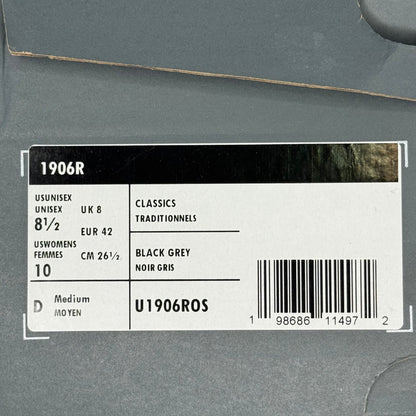 1906R
USUNISEX
UNISEX
8½
UK 8
EUR 42
USWOMENS
FEMMES
10
CM 26½
D Medium
MOYEN
CLASSICS
TRADITIONNELS
BLACK GREY
NOIR GRIS
U1906ROS
1 98686 11497 2